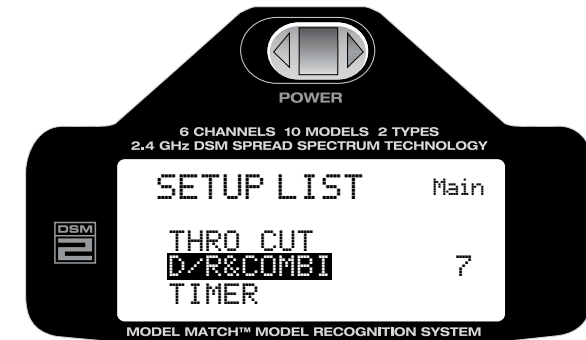 POWER
6 CHANNELS 10 MODELS 2 TYPES
2.4 GHz DSM SPREAD SPECTRUM TECHNOLOGY
SETUP LIST Main
DSM
2
THRO CUT
D/R&COMBI 7
TIMER
MODEL MATCH™ MODEL RECOGNITION SYSTEM